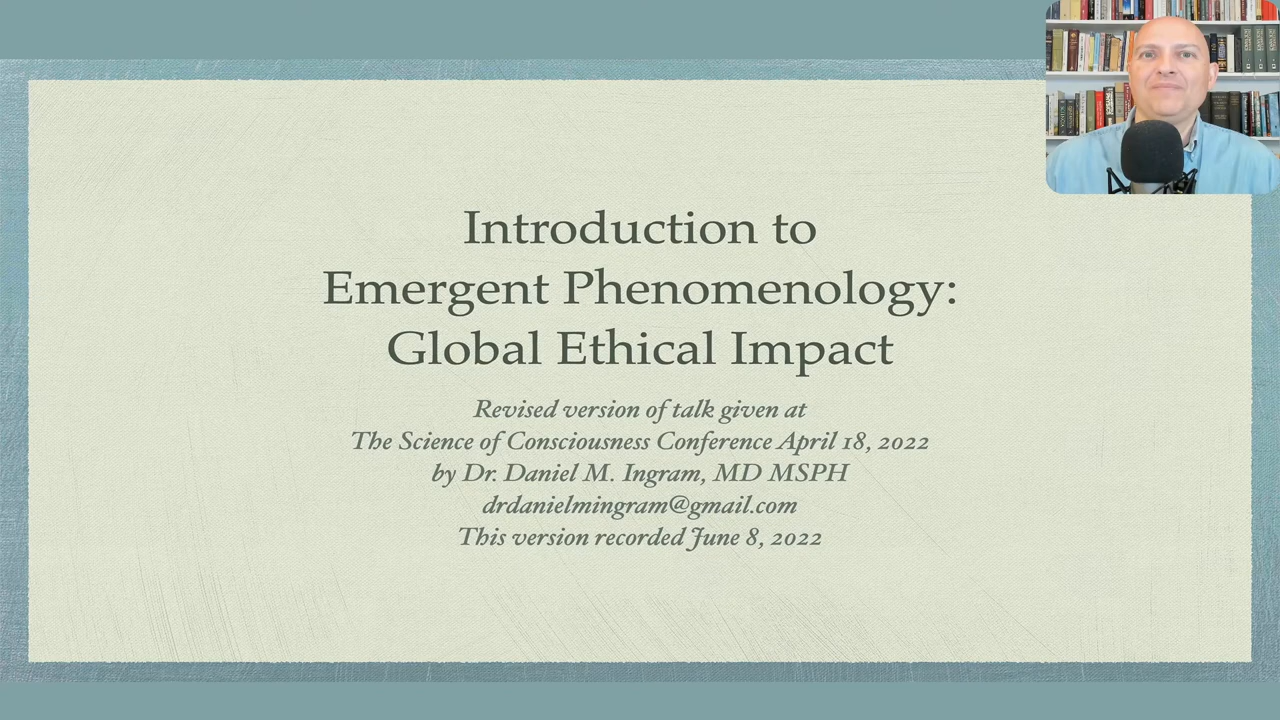 Introduction to
Emergent Phenomenology:
Global Ethical Impact
Revised version of talk given at
The Science of Consciousness Conference April 18, 2022
by Dr. Daniel M. Ingram, MD MSPH
drdanielmingram@gmail.com
This version recorded June 8, 2022